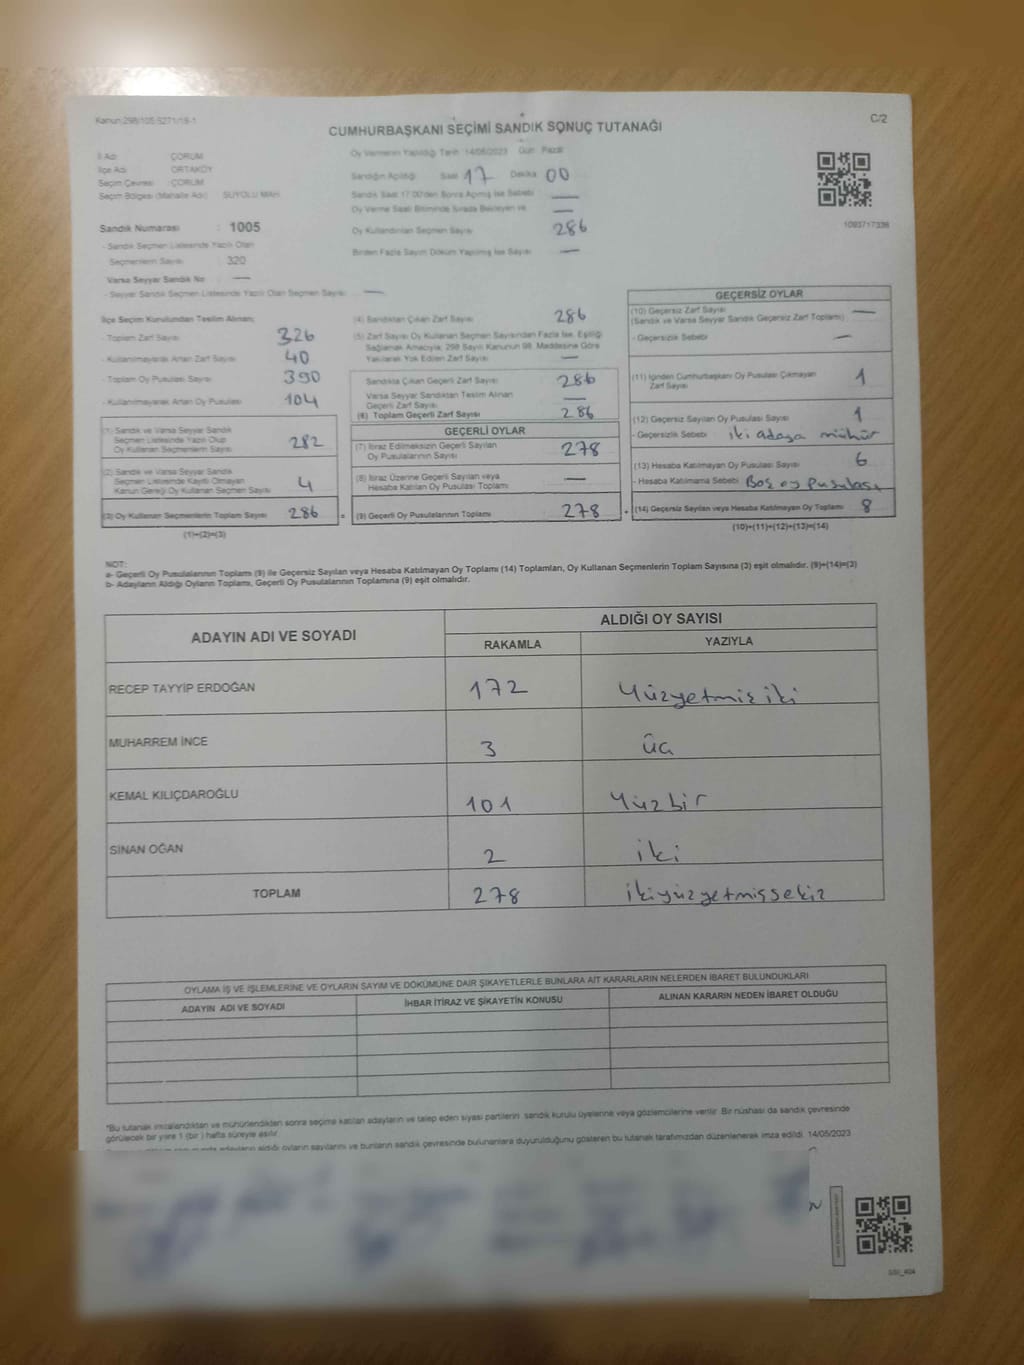 Kanun:298/105-5271/18-1
C/2
CUMHURBAŞKANI SEÇİMİ SANDIK SONUÇ TUTANAĞI
İl Adı : ÇORUM
İlçe Adı : ORTAKÖY
Seçim Çevresi : ÇORUM
Seçim Bölgesi (Mahalle Adı) : SUYOLU MAH.
Oy Vermenin Yapıldığı Tarih 14/05/2023 Gün Pazar
Sandığın Açıldığı Saat 17 Dakika 00
Sandık Saat 17:00'den Sonra Açılmış İse Sebebi —
Oy Verme Saati Bitiminde Sırada Bekleyen ve —
Oy Kullandırılan Seçmen Sayısı 286
Birden Fazla Sayım Döküm Yapılmış İse Sayısı —
1093717336
Sandık Numarası : 1005
- Sandık Seçmen Listesinde Yazılı Olan
Seçmenlerin Sayısı : 320
Varsa Seyyar Sandık No : —
- Seyyar Sandık Seçmen Listesinde Yazılı Olan Seçmen Sayısı: —
İlçe Seçim Kurulundan Teslim Alınan;
- Toplam Zarf Sayısı : 326
- Kullanılmayarak Artan Zarf Sayısı : 40
- Toplam Oy Pusulası Sayısı : 390
- Kullanılmayarak Artan Oy Pusulası : 104
(1) Sandık ve Varsa Seyyar Sandık
Seçmen Listesinde Yazılı Olup
Oy Kullanan Seçmenlerin Sayısı : 282
(2) Sandık ve Varsa Seyyar Sandık
Seçmen Listesinde Kayıtlı Olmayan
Kanun Gereği Oy Kullanan Seçmen Sayısı : 4
(3) Oy Kullanan Seçmenlerin Toplam Sayısı : 286 =
(1)+(2)=(3)
(4) Sandıktan Çıkan Zarf Sayısı : 286
(5) Zarf Sayısı Oy Kullanan Seçmen Sayısından Fazla İse, Eşitliği
Sağlamak Amacıyla, 298 Sayılı Kanunun 98. Maddesine Göre
Yakılarak Yok Edilen Zarf Sayısı : —
Sandıkta Çıkan Geçerli Zarf Sayısı : 286
Varsa Seyyar Sandıktan Teslim Alınan
Geçerli Zarf Sayısı : —
(6) Toplam Geçerli Zarf Sayısı : 286
GEÇERLİ OYLAR
(7) İtiraz Edilmeksizin Geçerli Sayılan
Oy Pusulalarının Sayısı : 278
(8) İtiraz Üzerine Geçerli Sayılan veya
Hesaba Katılan Oy Pusulası Toplamı : —
(9) Geçerli Oy Pusulalarının Toplamı : 278 +
GEÇERSİZ OYLAR
(10) Geçersiz Zarf Sayısı : —
(Sandık ve Varsa Seyyar Sandık Geçersiz Zarf Toplamı)
- Geçersizlik Sebebi : —
(11) İçinden Cumhurbaşkanı Oy Pusulası Çıkmayan
Zarf Sayısı : 1
(12) Geçersiz Sayılan Oy Pusulası Sayısı : 1
- Geçersizlik Sebebi : iki adaya mühür
(13) Hesaba Katılmayan Oy Pusulası Sayısı : 6
- Hesaba Katılmama Sebebi : Boş oy pusulası
(14) Geçersiz Sayılan veya Hesaba Katılmayan Oy Toplamı : 8
(10)+(11)+(12)+(13)=(14)
NOT:
a- Geçerli Oy Pusulalarının Toplamı (9) ile Geçersiz Sayılan veya Hesaba Katılmayan Oy Toplamı (14) Toplamları, Oy Kullanan Seçmenlerin Toplam Sayısına (3) eşit olmalıdır. (9)+(14)=(3)
b- Adayların Aldığı Oyların Toplamı, Geçerli Oy Pusulalarının Toplamına (9) eşit olmalıdır.
ADAYIN ADI VE SOYADI
ALDIĞI OY SAYISI
RAKAMLA YAZIYLA
RECEP TAYYİP ERDOĞAN 172 Yüzyetmiş iki
MUHARREM İNCE 3 üç
KEMAL KILIÇDAROĞLU 101 Yüzbir
SİNAN OĞAN 2 iki
TOPLAM 278 ikiyüzyetmişsekiz
OYLAMA İŞ VE İŞLEMLERİNE VE OYLARIN SAYIM VE DÖKÜMÜNE DAİR ŞİKAYETLERLE BUNLARA AİT KARARLARIN NELERDEN İBARET BULUNDUKLARI
ADAYIN ADI VE SOYADI İHBAR İTİRAZ VE ŞİKAYETİN KONUSU ALINAN KARARIN NEDEN İBARET OLDUĞU
*Bu tutanak imzalandıktan ve mühürlendikten sonra seçime katılan adayların ve talep eden siyasi partilerin sandık kurulu üyelerine veya gözlemcilerine verilir. Bir nüshası da sandık çevresinde
görülecek bir yere 1 (bir) hafta süreyle asılır.
aldığı oyların sayılarını ve bunların sandık çevresinde bulunanlara duyurulduğunu gösteren bu tutanak tarafımızdan düzenlenerek imza edildi. 14/05/2023